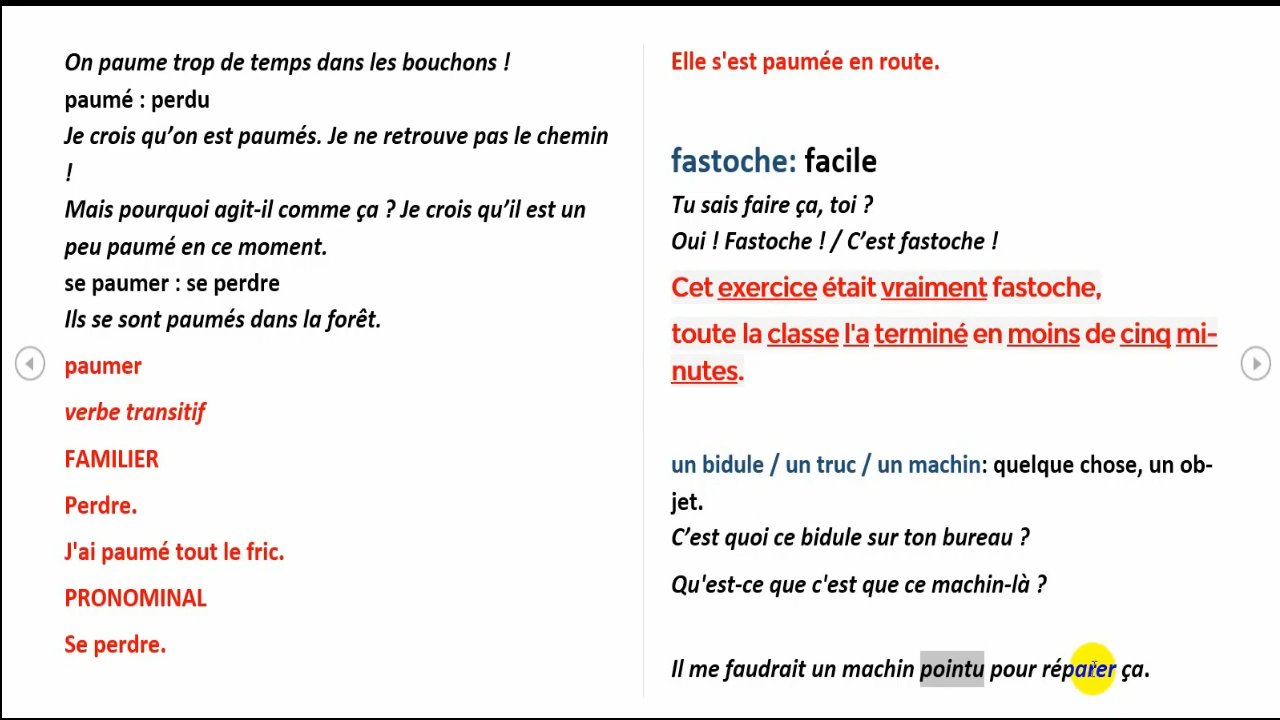 On paume trop de temps dans les bouchons !
paumé : perdu
Je crois qu’on est paumés. Je ne retrouve pas le chemin
!
Mais pourquoi agit-il comme ça ? Je crois qu’il est un
peu paumé en ce moment.
se paumer : se perdre
Ils se sont paumés dans la forêt.
paumer
verbe transitif
FAMILIER
Perdre.
J'ai paumé tout le fric.
PRONOMINAL
Se perdre.
Elle s'est paumée en route.
fastoche: facile
Tu sais faire ça, toi ?
Oui ! Fastoche ! / C’est fastoche !
Cet exercice était vraiment fastoche,
toute la classe l'a terminé en moins de cinq mi-
nutes.
un bidule / un truc / un machin: quelque chose, un ob-
jet.
C’est quoi ce bidule sur ton bureau ?
Qu'est-ce que c'est que ce machin-là ?
Il me faudrait un machin pointu pour réparer ça.